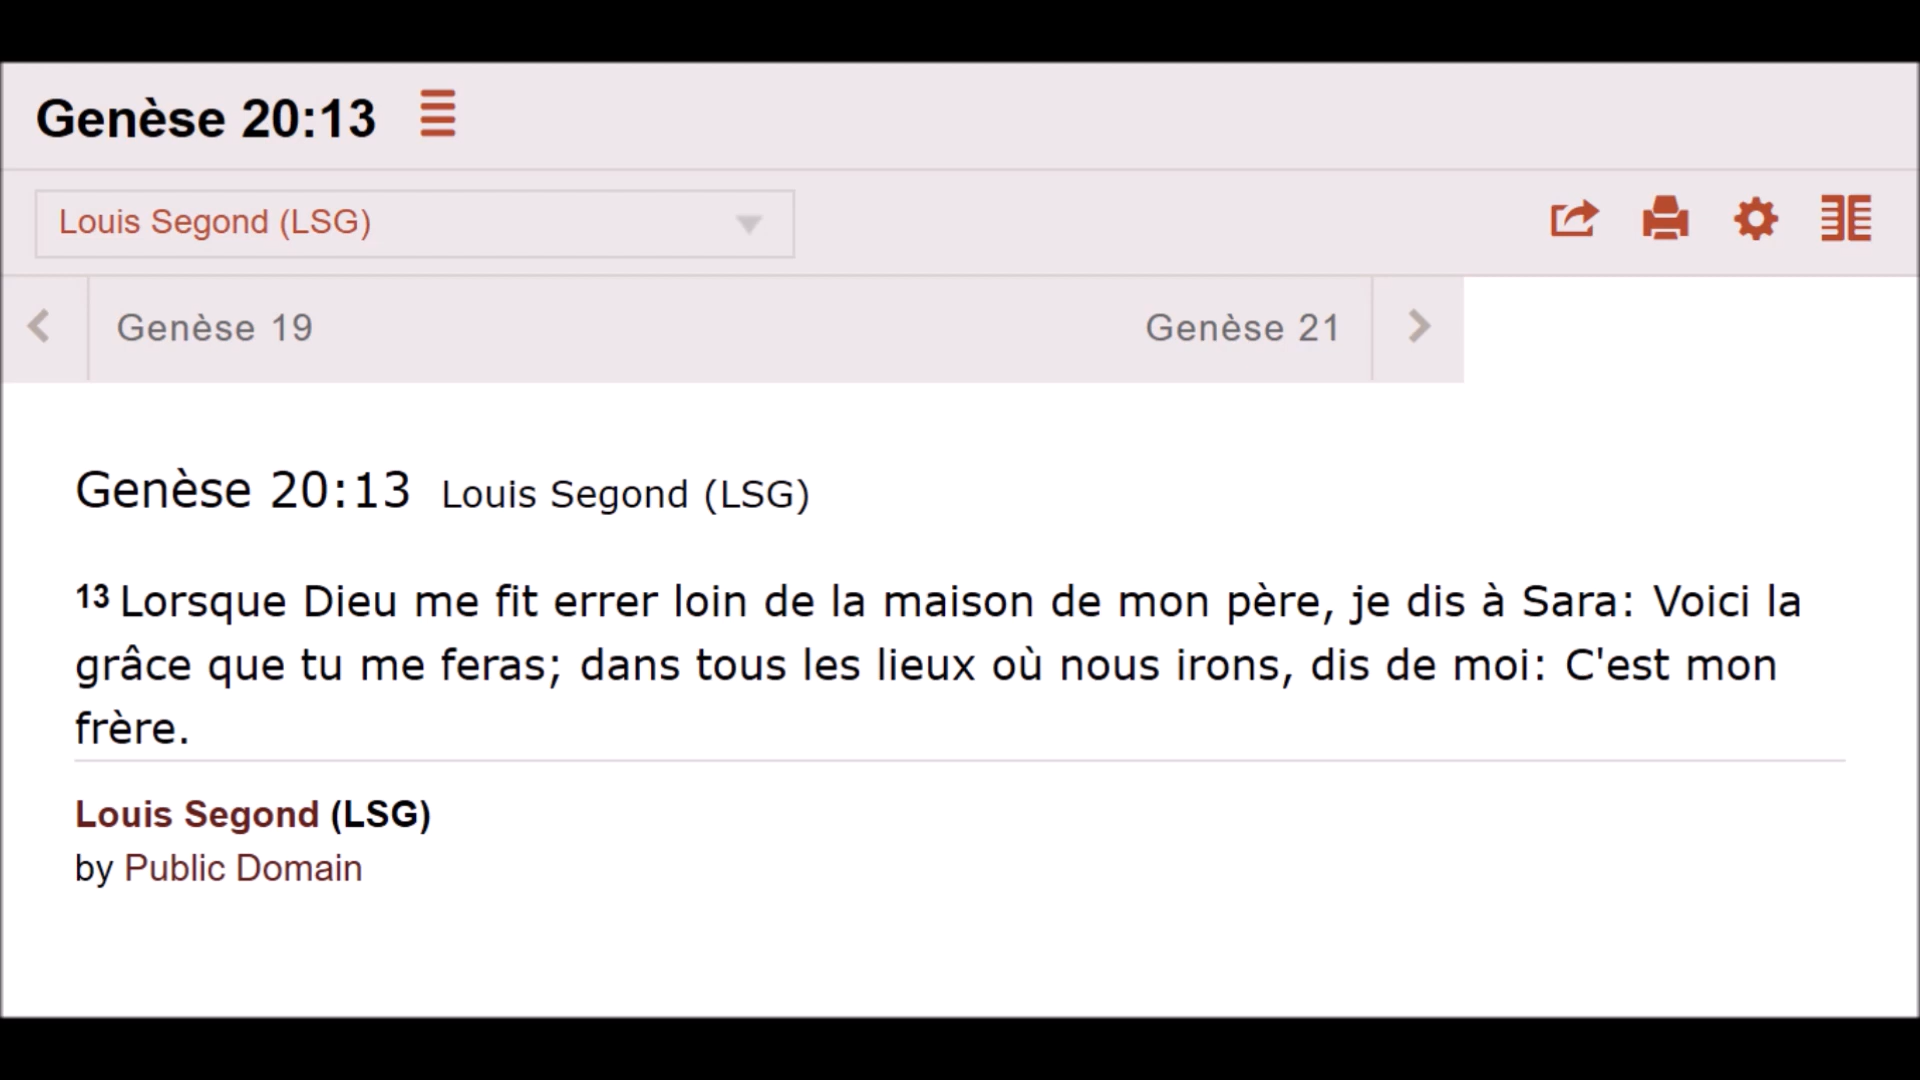 Genèse 20:13
Louis Segond (LSG)
Genèse 19
Genèse 21
Genèse 20:13 Louis Segond (LSG)
13 Lorsque Dieu me fit errer loin de la maison de mon père, je dis à Sara: Voici la
grâce que tu me feras; dans tous les lieux où nous irons, dis de moi: C'est mon
frère.
Louis Segond (LSG)
by Public Domain